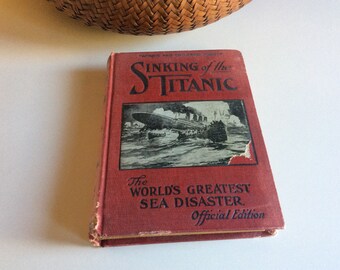 SINKING of the
TITANIC
The
WORLD'S GREATEST
SEA DISASTER
Official Edition